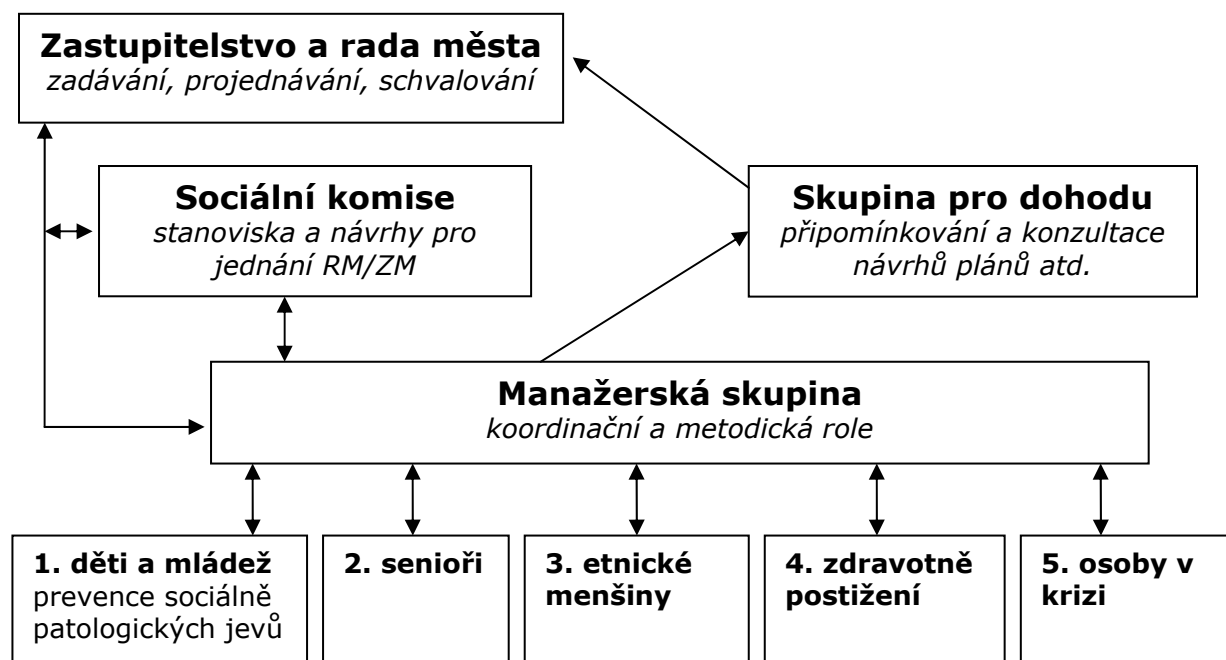 Zastupitelstvo a rada města
zadávání, projednávání, schvalování
Sociální komise
stanoviska a návrhy pro
jednání RM/ZM
Skupina pro dohodu
připomínkování a konzultace
návrhů plánů atd.
Manažerská skupina
koordinační a metodická role
1. děti a mládež
prevence sociálně
patologických jevů
2. senioři
3. etnické
menšiny
4. zdravotně
postižení
5. osoby v
krizi